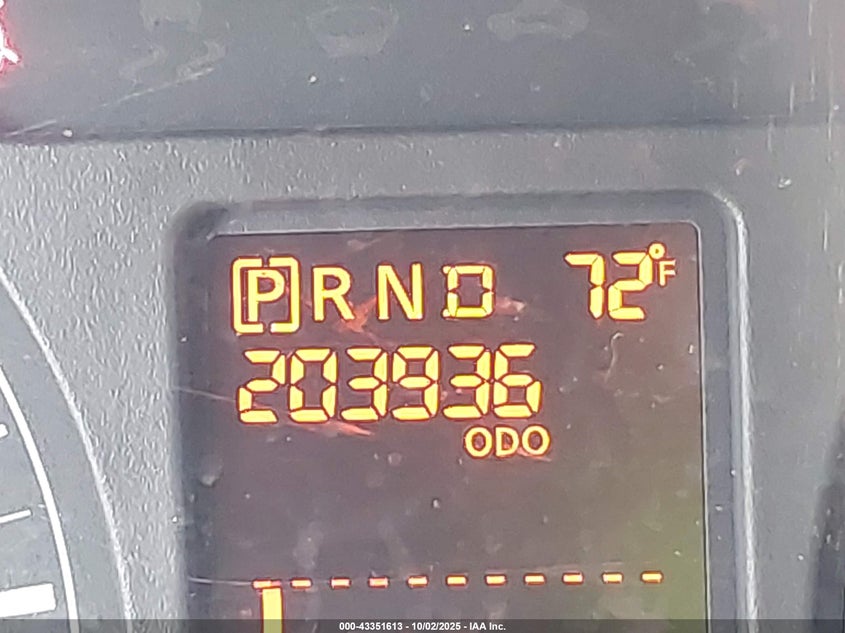 [P] R N D 72°F
203936
ODO
000-43351613 - 10/02/2025 - IAA Inc.